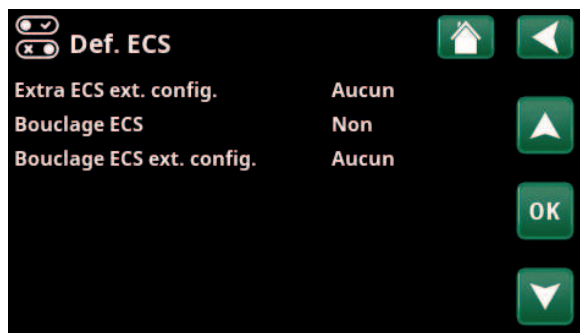 Def. ECS
Extra ECS ext. config. Aucun
Bouclage ECS Non
Bouclage ECS ext. config. Aucun
OK